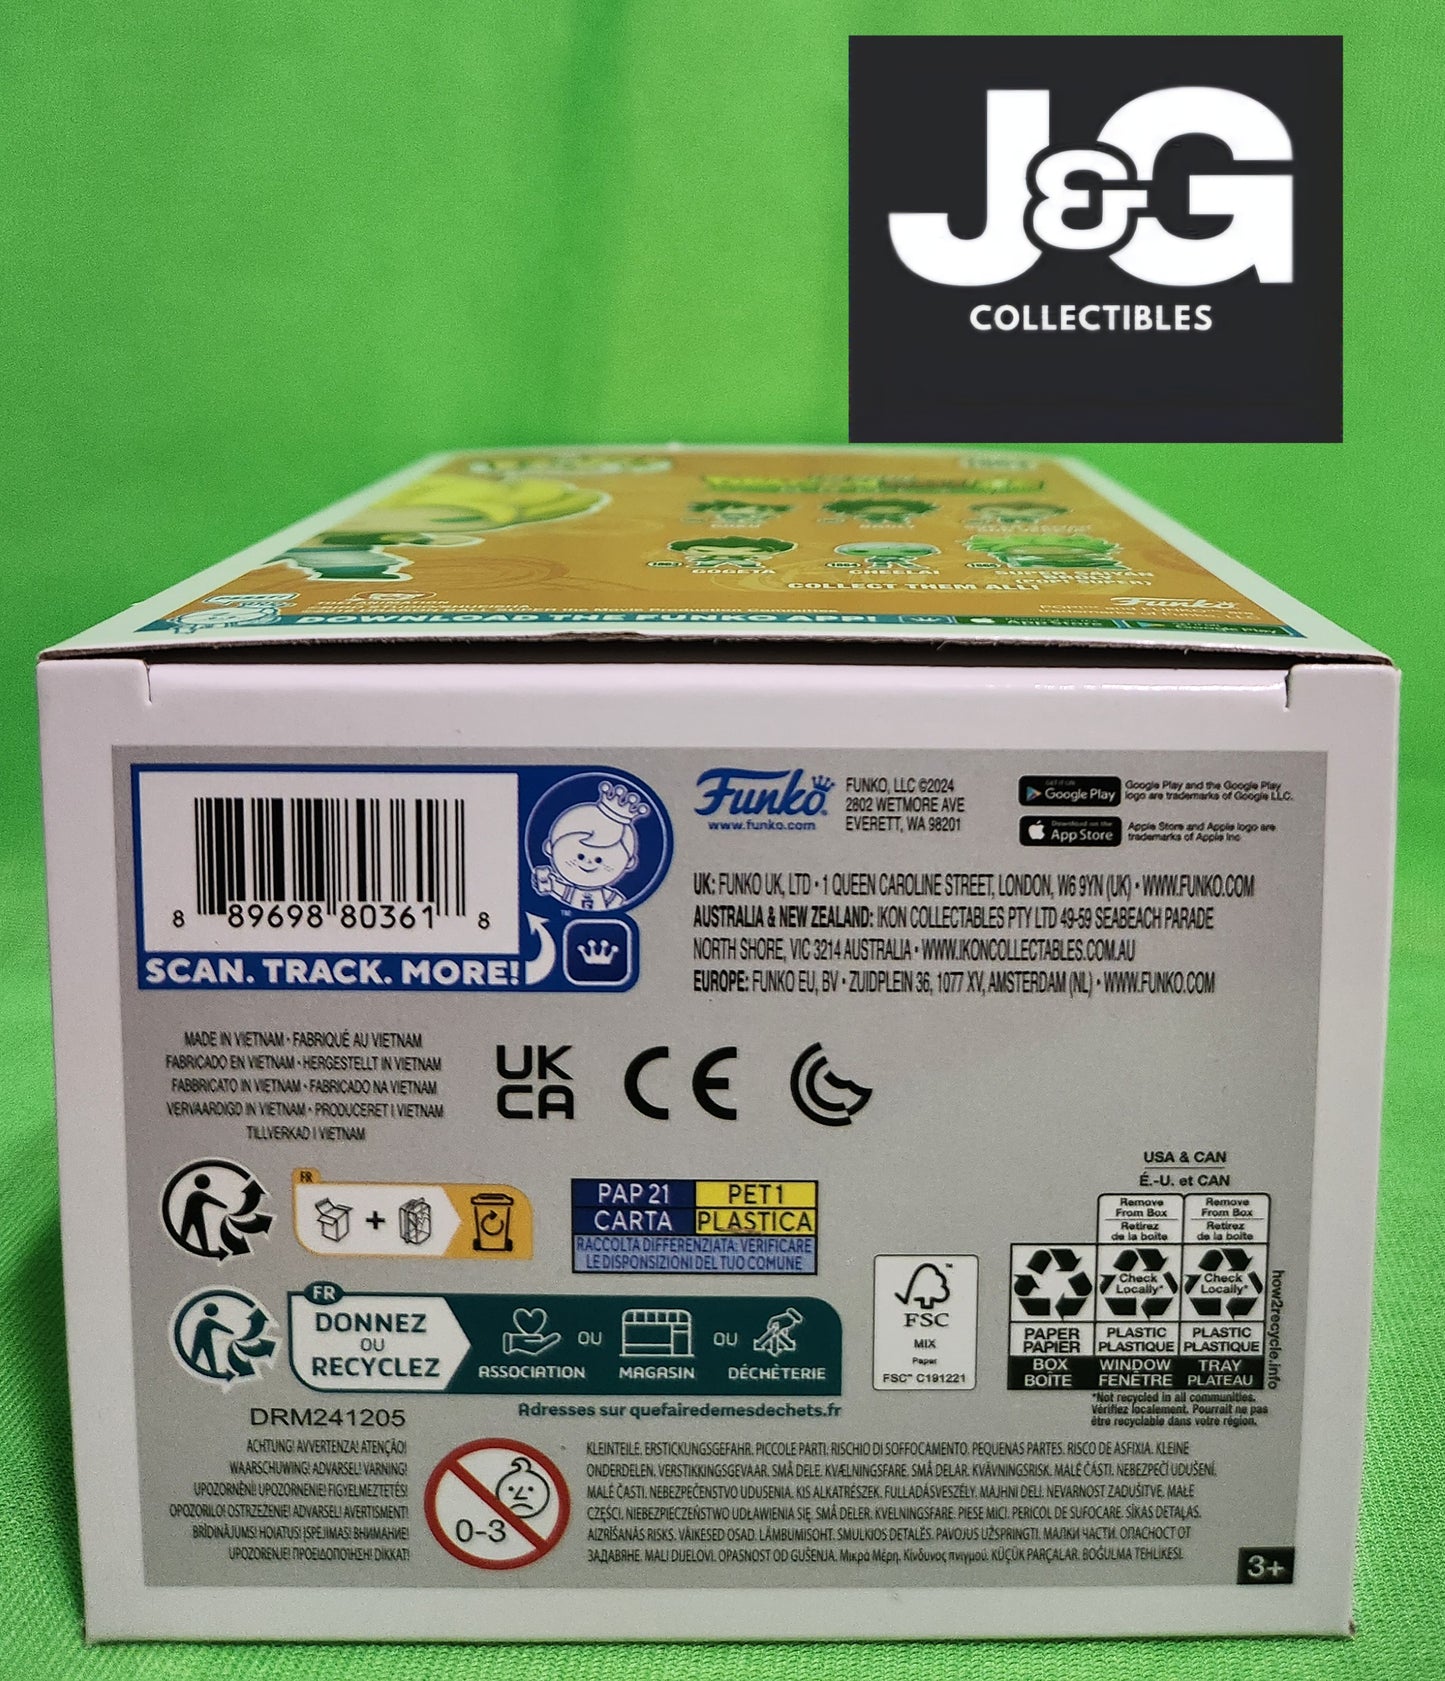 J&G
COLLECTIBLES
GOKU
BROLY
GOGETA
CHEELAI
COLLECT THEM ALL!
Funko
DOWNLOAD THE FUNKO APP!
8 89698 80361 8
SCAN. TRACK. MORE!
Funko
www.funko.com
FUNKO, LLC ©2024
2802 WETMORE AVE
EVERETT, WA 98201
GET IT ON
Google Play
Google Play and the Google Play
logo are trademarks of Google LLC.
Download on the
App Store
Apple Store and Apple logo are
trademarks of Apple Inc
UK: FUNKO UK, LTD • 1 QUEEN CAROLINE STREET, LONDON, W6 9YN (UK) • WWW.FUNKO.COM
AUSTRALIA & NEW ZEALAND: IKON COLLECTABLES PTY LTD 49-59 SEABEACH PARADE
NORTH SHORE, VIC 3214 AUSTRALIA • WWW.IKONCOLLECTABLES.COM.AU
EUROPE: FUNKO EU, BV • ZUIDPLEIN 36, 1077 XV, AMSTERDAM (NL) • WWW.FUNKO.COM
MADE IN VIETNAM • FABRIQUÉ AU VIETNAM
FABRICADO EN VIETNAM • HERGESTELLT IN VIETNAM
FABBRICATO IN VIETNAM • FABRICADO NA VIETNAM
VERVAARDIGD IN VIETNAM • PRODUCERET I VIETNAM
TILLVERKAD I VIETNAM
UK
CA
CE
FR
+
PAP 21
PET 1
CARTA
PLASTICA
RACCOLTA DIFFERENZIATA: VERIFICARE
LE DISPONSIZIONI DEL TUO COMUNE
FR
DONNEZ
OU
RECYCLEZ
ASSOCIATION
OU
MAGASIN
OU
DÉCHÈTERIE
Adresses sur quefairedemesdechets.fr
FSC
MIX
Paper
FSC™ C191221
USA & CAN
É.-U. et CAN
Remove
From Box
Retirez
de la boîte
Remove
From Box
Retirez
de la boîte
Check
Locally*
Check
Locally*
PAPER
PAPIER
PLASTIC
PLASTIQUE
PLASTIC
PLASTIQUE
BOX
BOÎTE
WINDOW
FENÊTRE
TRAY
PLATEAU
how2recycle.info
*Not recycled in all communities.
Vérifiez localement. Pourrait ne pas
être recyclable dans votre région.
DRM241205
ACHTUNG! AVVERTENZA! ATENÇÃO!
WAARSCHUWING! ADVARSEL! VARNING!
UPOZORNĚNÍ! UPOZORNENIE! FIGYELMEZTETÉS!
OPOZORILO! OSTRZEŻENIE! ADVARSEL! AVERTISMENT!
BRĪDINĀJUMS! HOIATUS! ĮSPĖJIMAS! ВНИМАНИЕ!
UPOZORENJE! ΠΡΟΕΙΔΟΠΟΙΗΣΗ! DİKKAT!
0-3
KLEINTEILE. ERSTICKUNGSGEFAHR. PICCOLE PARTI. RISCHIO DI SOFFOCAMENTO. PEQUENAS PARTES. RISCO DE ASFIXIA. KLEINE
ONDERDELEN. VERSTIKKINGSGEVAAR. SMÅ DELE. KVÆLNINGSFARE. SMÅ DELAR. KVÄVNINGSRISK. MALÉ ČÁSTI. NEBEZPEČÍ UDUŠENÍ.
MALÉ ČASTI. NEBEZPEČENSTVO UDUSENIA. KIS ALKATRÉSZEK. FULLADÁSVESZÉLY. MAJHNI DELI. NEVARNOST ZADUŠITVE. MAŁE
CZĘŚCI. NIEBEZPIECZEŃSTWO UDŁAWIENIA SIĘ. SMÅ DELER. KVELNINGSFARE. PIESE MICI. PERICOL DE SUFOCARE. SĪKAS DETAĻAS.
AIZRĪŠANĀS RISKS. VÄIKESED OSAD. LÄMBUMISOHT. SMULKIOS DETALĖS. PAVOJUS UŽSPRINGTI. МАЛКИ ЧАСТИ. ОПАСНОСТ ОТ
ЗАДАВЯНЕ. MALI DIJELOVI. OPASNOST OD GUŠENJA. Μικρά Μέρη. Κίνδυνος πνιγμού. KÜÇÜK PARÇALAR. BOĞULMA TEHLİKESİ.
3+